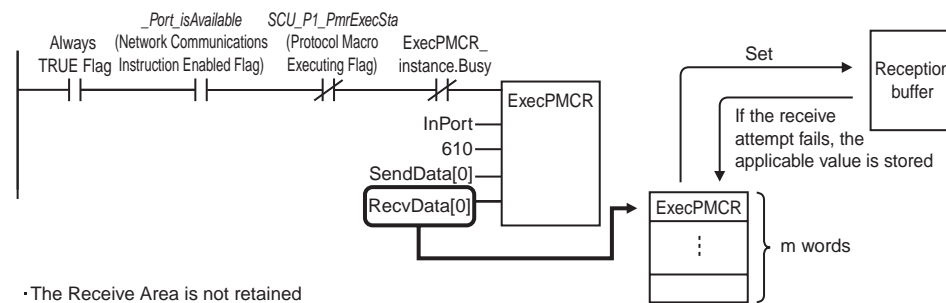 _Port_isAvailable
SCU_P1_PmrExecSta
Always
(Network Communications
(Protocol Macro
ExecPMCR_
TRUE Flag
Instruction Enabled Flag)
Executing Flag)
instance.Busy
ExecPMCR
InPort
610
SendData[0]
RecvData[0]
Set
Reception
buffer
If the receive
attempt fails, the
applicable value is stored
ExecPMCR
m words
·The Receive Area is not retained